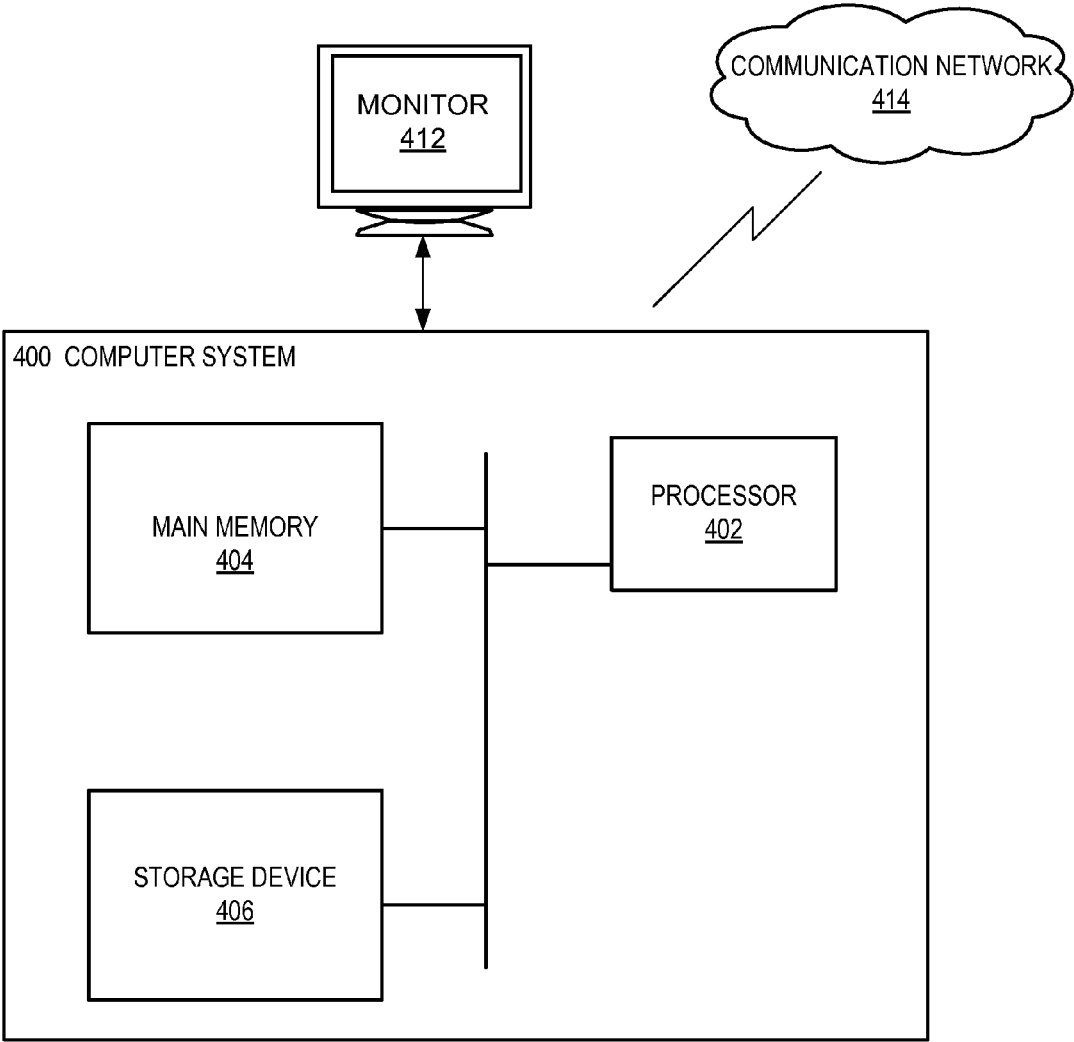 MONITOR
412
COMMUNICATION NETWORK
414
400 COMPUTER SYSTEM
MAIN MEMORY
404
PROCESSOR
402
STORAGE DEVICE
406